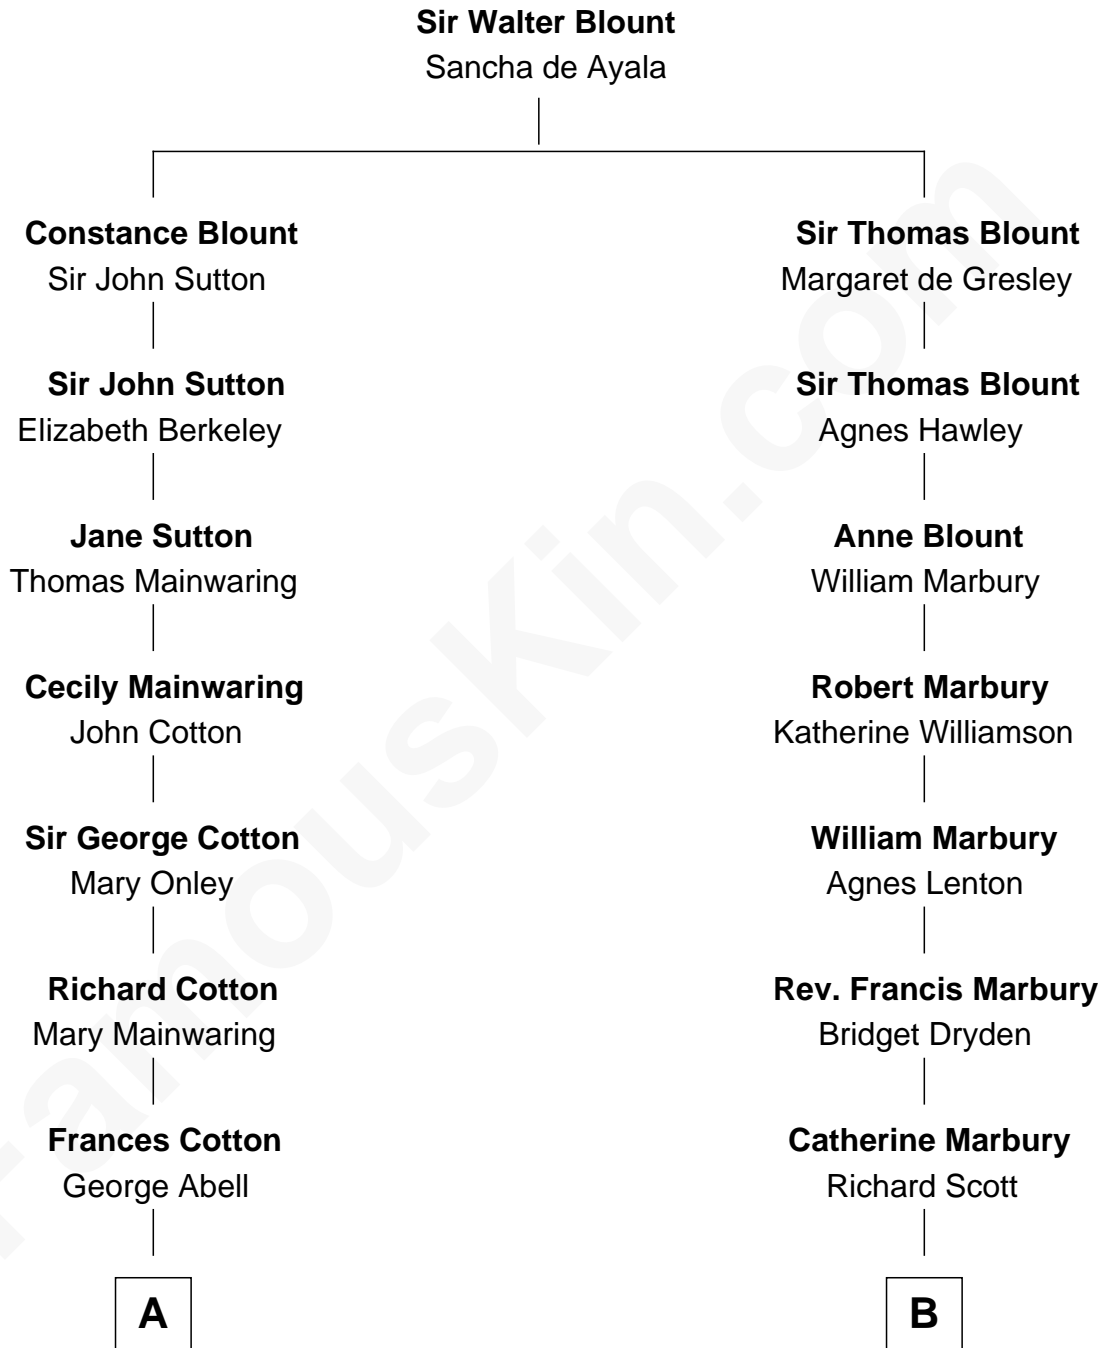 Sir Walter Blount
Sancha de Ayala
Constance Blount
Sir John Sutton
Sir Thomas Blount
Margaret de Gresley
Sir John Sutton
Elizabeth Berkeley
Sir Thomas Blount
Agnes Hawley
Jane Sutton
Thomas Mainwaring
Anne Blount
William Marbury
Cecily Mainwaring
John Cotton
Robert Marbury
Katherine Williamson
Sir George Cotton
Mary Onley
William Marbury
Agnes Lenton
Richard Cotton
Mary Mainwaring
Rev. Francis Marbury
Bridget Dryden
Frances Cotton
George Abell
Catherine Marbury
Richard Scott
A
B
FamousKin.com